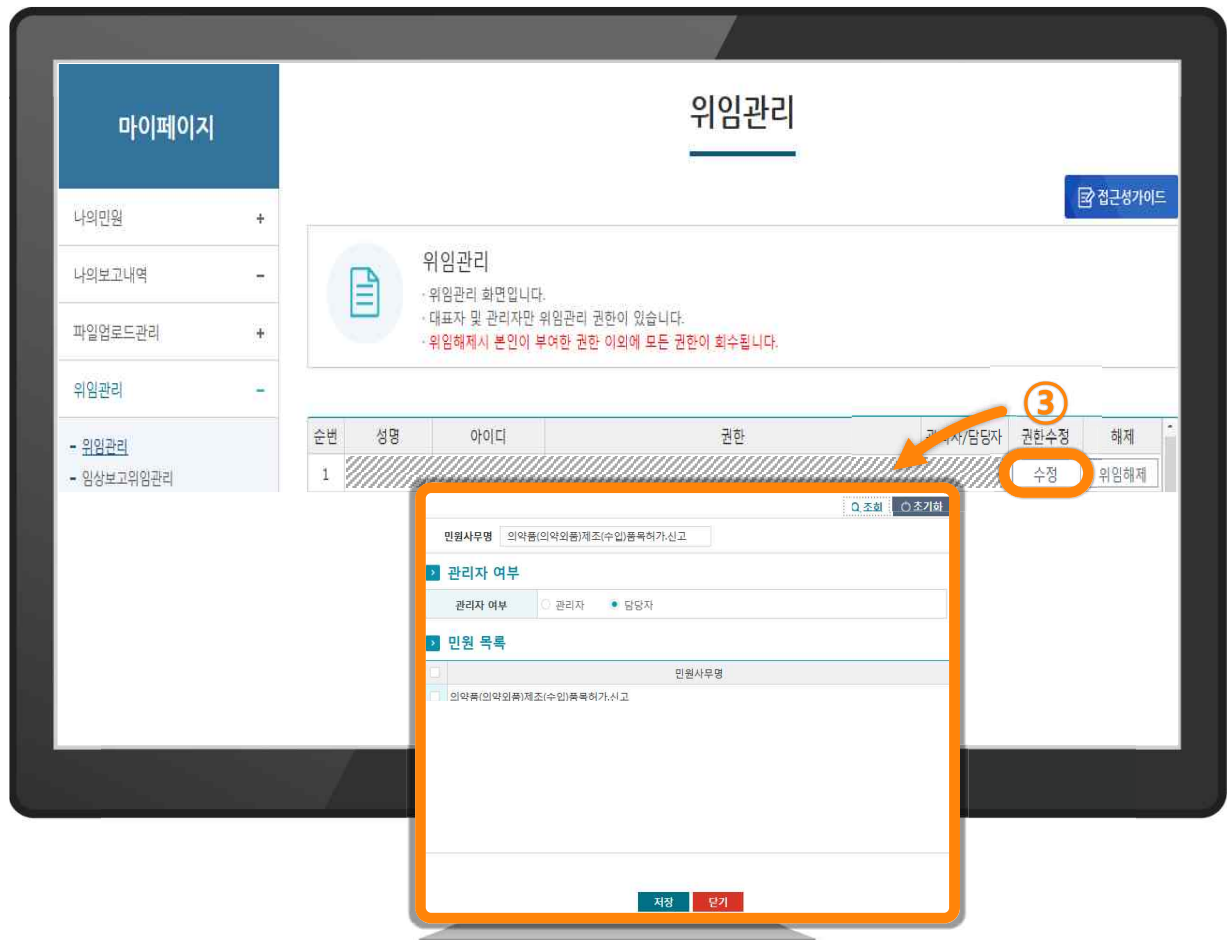 마이페이지
나의민원 +
나의보고내역 -
파일업로드관리 +
위임관리 -
- 위임관리
- 임상보고위임관리
위임관리
접근성가이드
위임관리
· 위임관리 화면입니다.
· 대표자 및 관리자만 위임관리 권한이 있습니다.
· 위임해제시 본인이 부여한 권한 이외에 모든 권한이 회수됩니다.
③
순번 성명 아이디 권한 /담당자 권한수정 해제
1 수정 위임해제
조회 초기화
민원사무명 의약품(의약외품)제조(수입)품목허가.신고
관리자 여부
관리자 여부 관리자 담당자
민원 목록
민원사무명
의약품(의약외품)제조(수입)품목허가.신고
저장 닫기